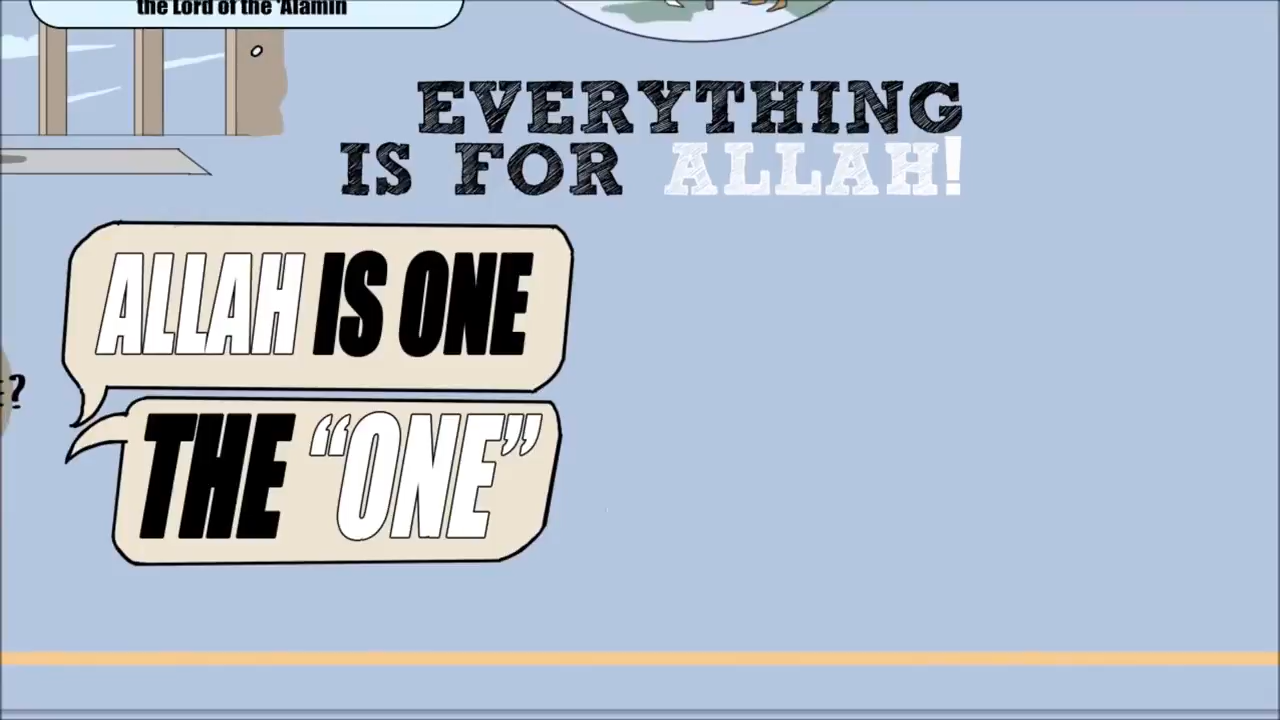 the Lord of the 'Alamin
EVERYTHING
IS FOR ALLAH!
ALLAH IS ONE
?
THE “ONE”